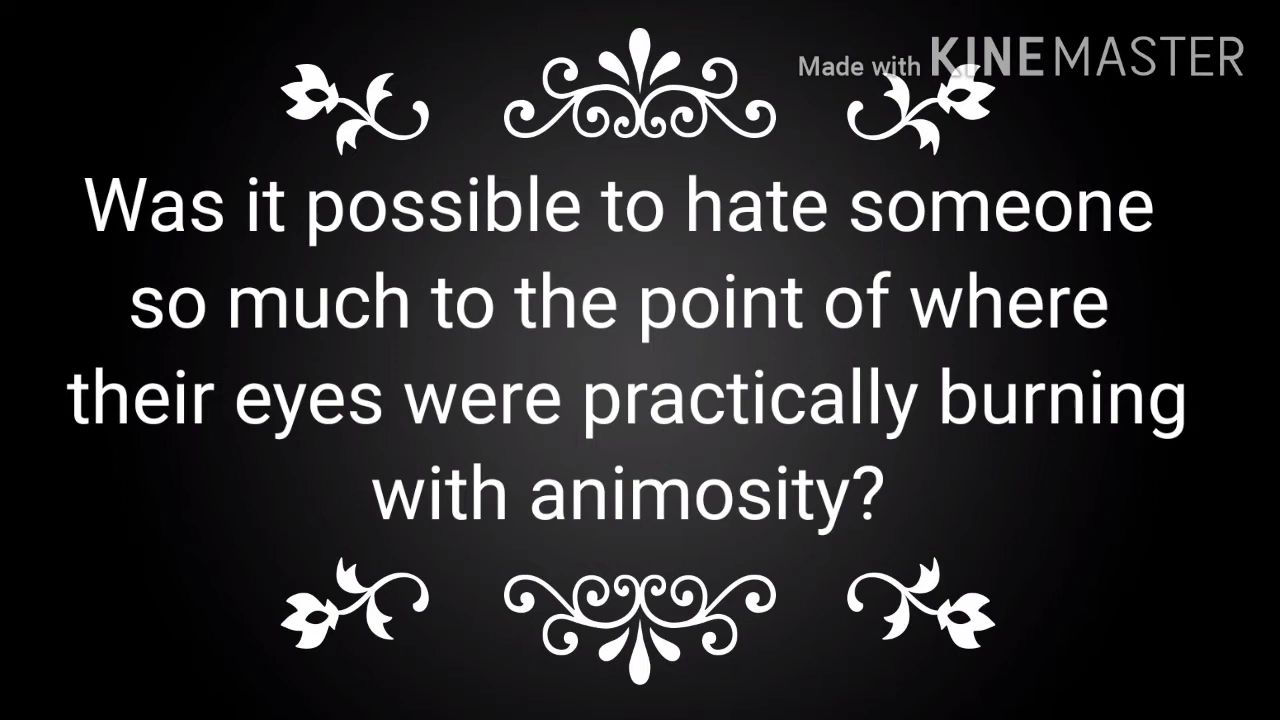 Made with KINEMASTER
Was it possible to hate someone
so much to the point of where
their eyes were practically burning
with animosity?